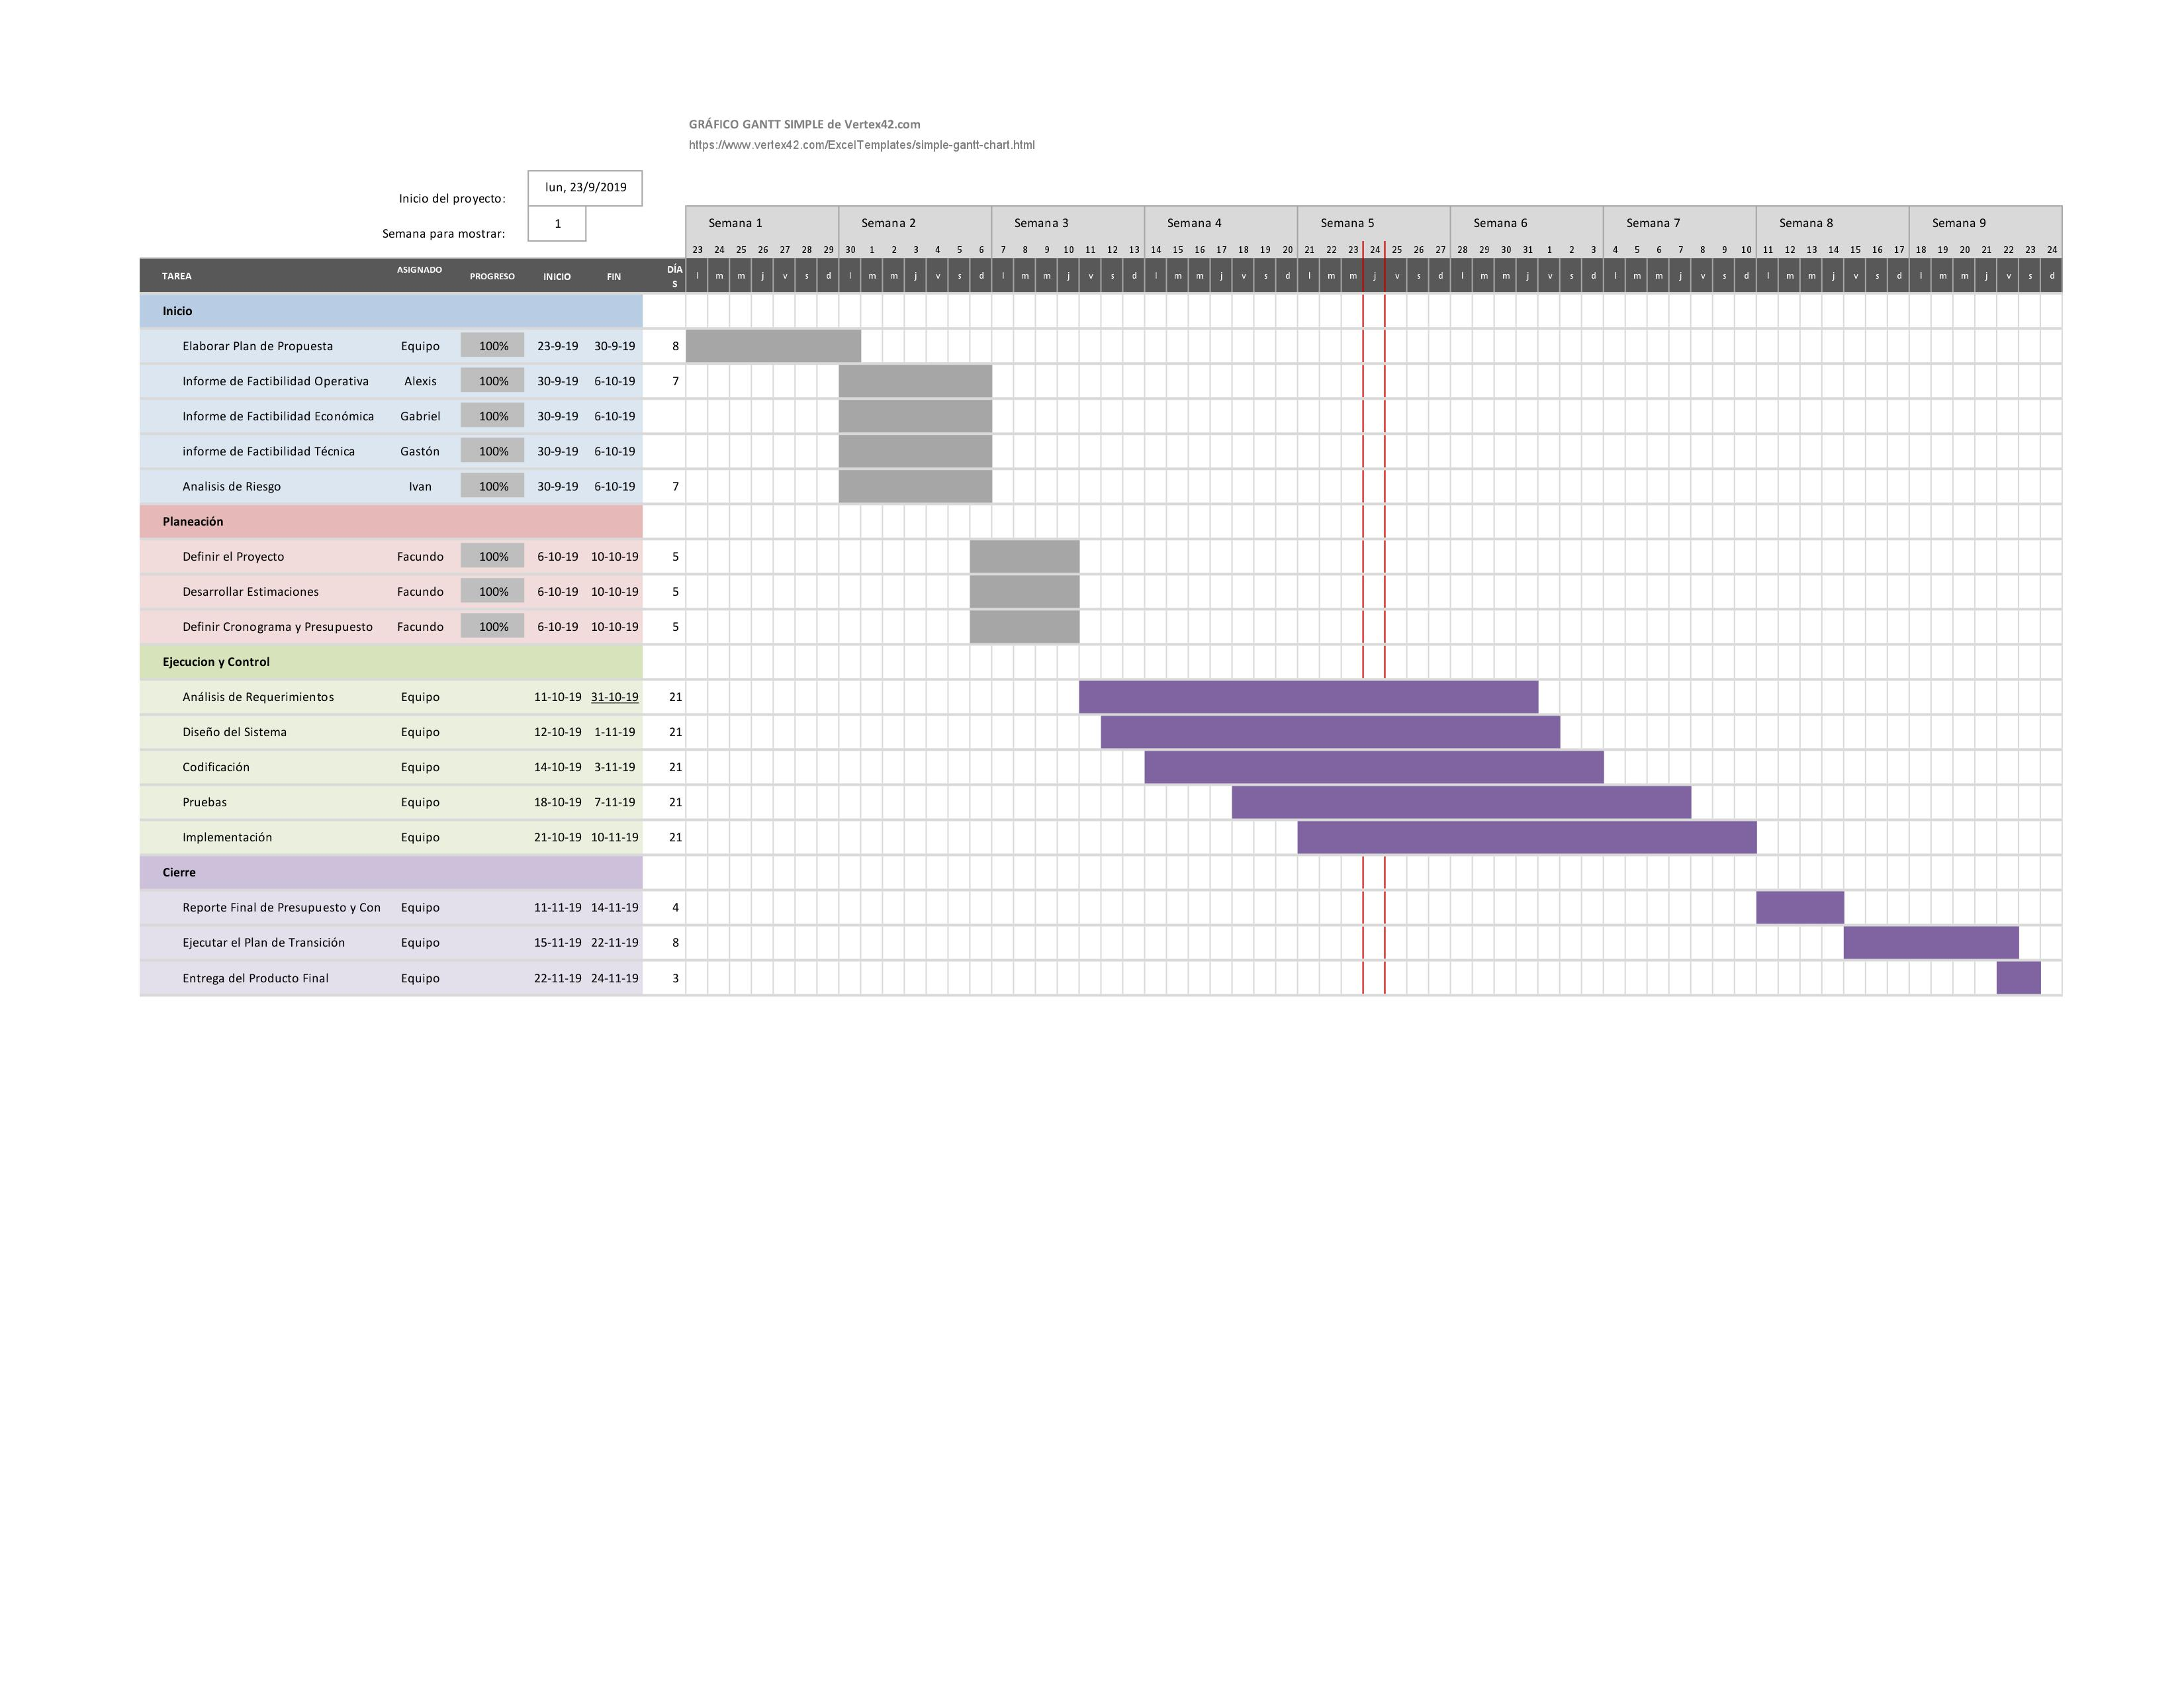 GRÁFICO GANTT SIMPLE de Vertex42.com
https://www.vertex42.com/ExcelTemplates/simple-gantt-chart.html
Inicio del proyecto: lun, 23/9/2019
Semana para mostrar: 1
Semana 1 Semana 2 Semana 3 Semana 4 Semana 5 Semana 6 Semana 7 Semana 8 Semana 9
23 24 25 26 27 28 29 30 1 2 3 4 5 6 7 8 9 10 11 12 13 14 15 16 17 18 19 20 21 22 23 24 25 26 27 28 29 30 31 1 2 3 4 5 6 7 8 9 10 11 12 13 14 15 16 17 18 19 20 21 22 23 24
TAREA ASIGNADO PROGRESO INICIO FIN DÍAS l m m j v s d l m m j v s d l m m j v s d l m m j v s d l m m j v s d l m m j v s d l m m j v s d l m m j v s d l m m j v s d
Inicio
Elaborar Plan de Propuesta Equipo 100% 23-9-19 30-9-19 8
Informe de Factibilidad Operativa Alexis 100% 30-9-19 6-10-19 7
Informe de Factibilidad Económica Gabriel 100% 30-9-19 6-10-19
informe de Factibilidad Técnica Gastón 100% 30-9-19 6-10-19
Analisis de Riesgo Ivan 100% 30-9-19 6-10-19 7
Planeación
Definir el Proyecto Facundo 100% 6-10-19 10-10-19 5
Desarrollar Estimaciones Facundo 100% 6-10-19 10-10-19 5
Definir Cronograma y Presupuesto Facundo 100% 6-10-19 10-10-19 5
Ejecucion y Control
Análisis de Requerimientos Equipo 11-10-19 31-10-19 21
Diseño del Sistema Equipo 12-10-19 1-11-19 21
Codificación Equipo 14-10-19 3-11-19 21
Pruebas Equipo 18-10-19 7-11-19 21
Implementación Equipo 21-10-19 10-11-19 21
Cierre
Reporte Final de Presupuesto y Con Equipo 11-11-19 14-11-19 4
Ejecutar el Plan de Transición Equipo 15-11-19 22-11-19 8
Entrega del Producto Final Equipo 22-11-19 24-11-19 3